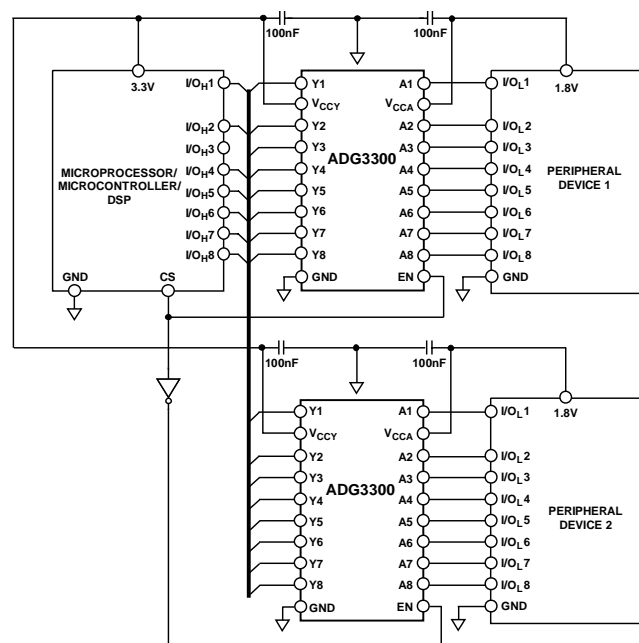 100nF 100nF
3.3V
I/OH1
I/OH2
I/OH3
I/OH4
I/OH5
I/OH6
I/OH7
I/OH8
MICROPROCESSOR/
MICROCONTROLLER/
DSP
GND
CS
Y1
VCCY
Y2
Y3
Y4
Y5
Y6
Y7
Y8
GND
ADG3300
A1
VCCA
A2
A3
A4
A5
A6
A7
A8
EN
I/OL1
I/OL2
I/OL3
I/OL4
I/OL5
I/OL6
I/OL7
I/OL8
GND
1.8V
PERIPHERAL
DEVICE 1
100nF 100nF
Y1
VCCY
Y2
Y3
Y4
Y5
Y6
Y7
Y8
GND
ADG3300
A1
VCCA
A2
A3
A4
A5
A6
A7
A8
EN
I/OL1
I/OL2
I/OL3
I/OL4
I/OL5
I/OL6
I/OL7
I/OL8
GND
1.8V
PERIPHERAL
DEVICE 2